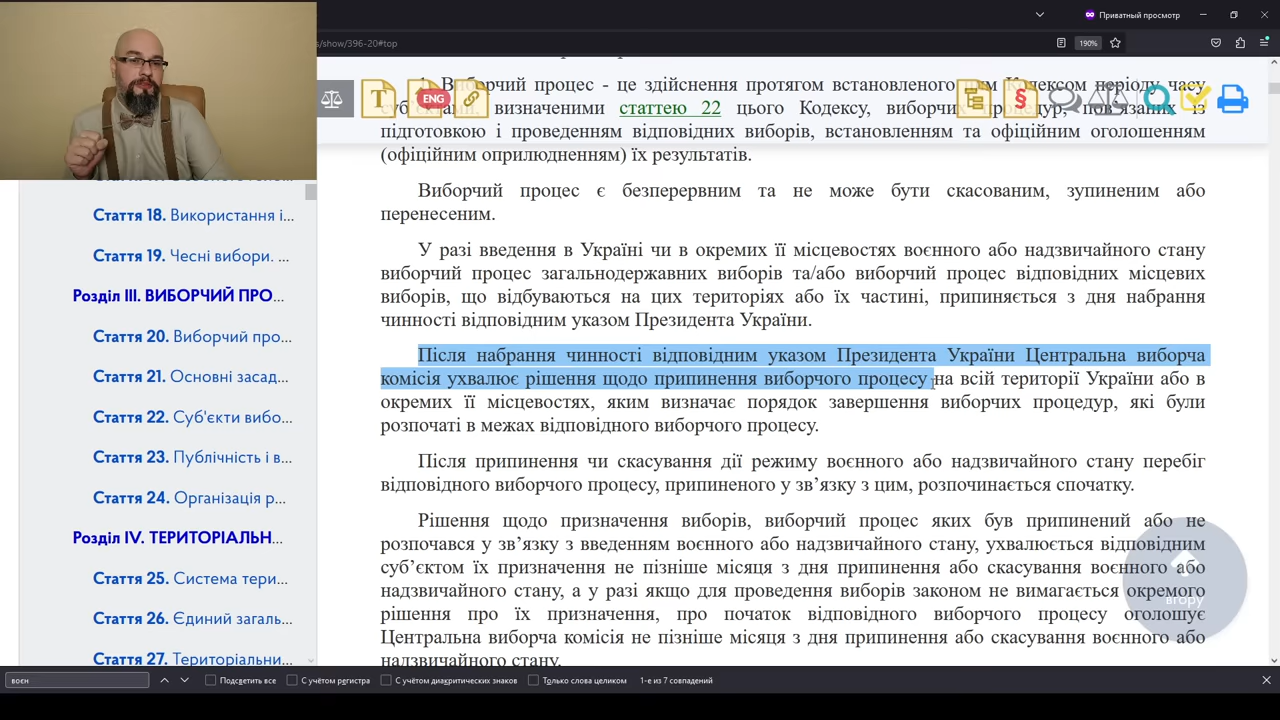 Приватный просмотр
s/show/396-20#top
190%
T
ENG
§
1. Виборчий процес - це здійснення протягом встановленого цим Кодексом періоду часу
визначеними статтею 22 цього Кодексу, виборчих процедур,
підготовкою і проведенням відповідних виборів, встановленням та офіційним оголошенням
(офіційним оприлюдненням) їх результатів.
Виборчий процес є безперервним та не може бути скасованим, зупиненим або
перенесеним.
У разі введення в Україні чи в окремих її місцевостях воєнного або надзвичайного стану
виборчий процес загальнодержавних виборів та/або виборчий процес відповідних місцевих
виборів, що відбуваються на цих територіях або їх частині, припиняється з дня набрання
чинності відповідним указом Президента України.
Після набрання чинності відповідним указом Президента України Центральна виборча
комісія ухвалює рішення щодо припинення виборчого процесу на всій території України або в
окремих її місцевостях, яким визначає порядок завершення виборчих процедур, які були
розпочаті в межах відповідного виборчого процесу.
Після припинення чи скасування дії режиму воєнного або надзвичайного стану перебіг
відповідного виборчого процесу, припиненого у зв’язку з цим, розпочинається спочатку.
Рішення щодо призначення виборів, виборчий процес яких був припинений або не
розпочався у зв’язку з введенням воєнного або надзвичайного стану, ухвалюється відповідним
суб’єктом їх призначення не пізніше місяця з дня припинення або скасування воєнного або
надзвичайного стану, а у разі якщо для проведення виборів законом не вимагається окремого
рішення про їх призначення, про початок відповідного виборчого процесу оголошує
Центральна виборча комісія не пізніше місяця з дня припинення або скасування воєнного або
надзвичайного стану.
вгору
Стаття 18. Використання і...
Стаття 19. Чесні вибори. ...
Розділ III. ВИБОРЧИЙ ПРО...
Стаття 20. Виборчий про...
Стаття 21. Основні засад...
Стаття 22. Суб'єкти вибо...
Стаття 23. Публічність і в...
Стаття 24. Організація р...
Розділ IV. ТЕРИТОРІАЛЬН...
Стаття 25. Система тери...
Стаття 26. Єдиний загаль...
Стаття 27. Територіальни...
воєн
Подсветить все
С учётом регистра
С учётом диакритических знаков
Только слова целиком
1-е из 7 совпадений